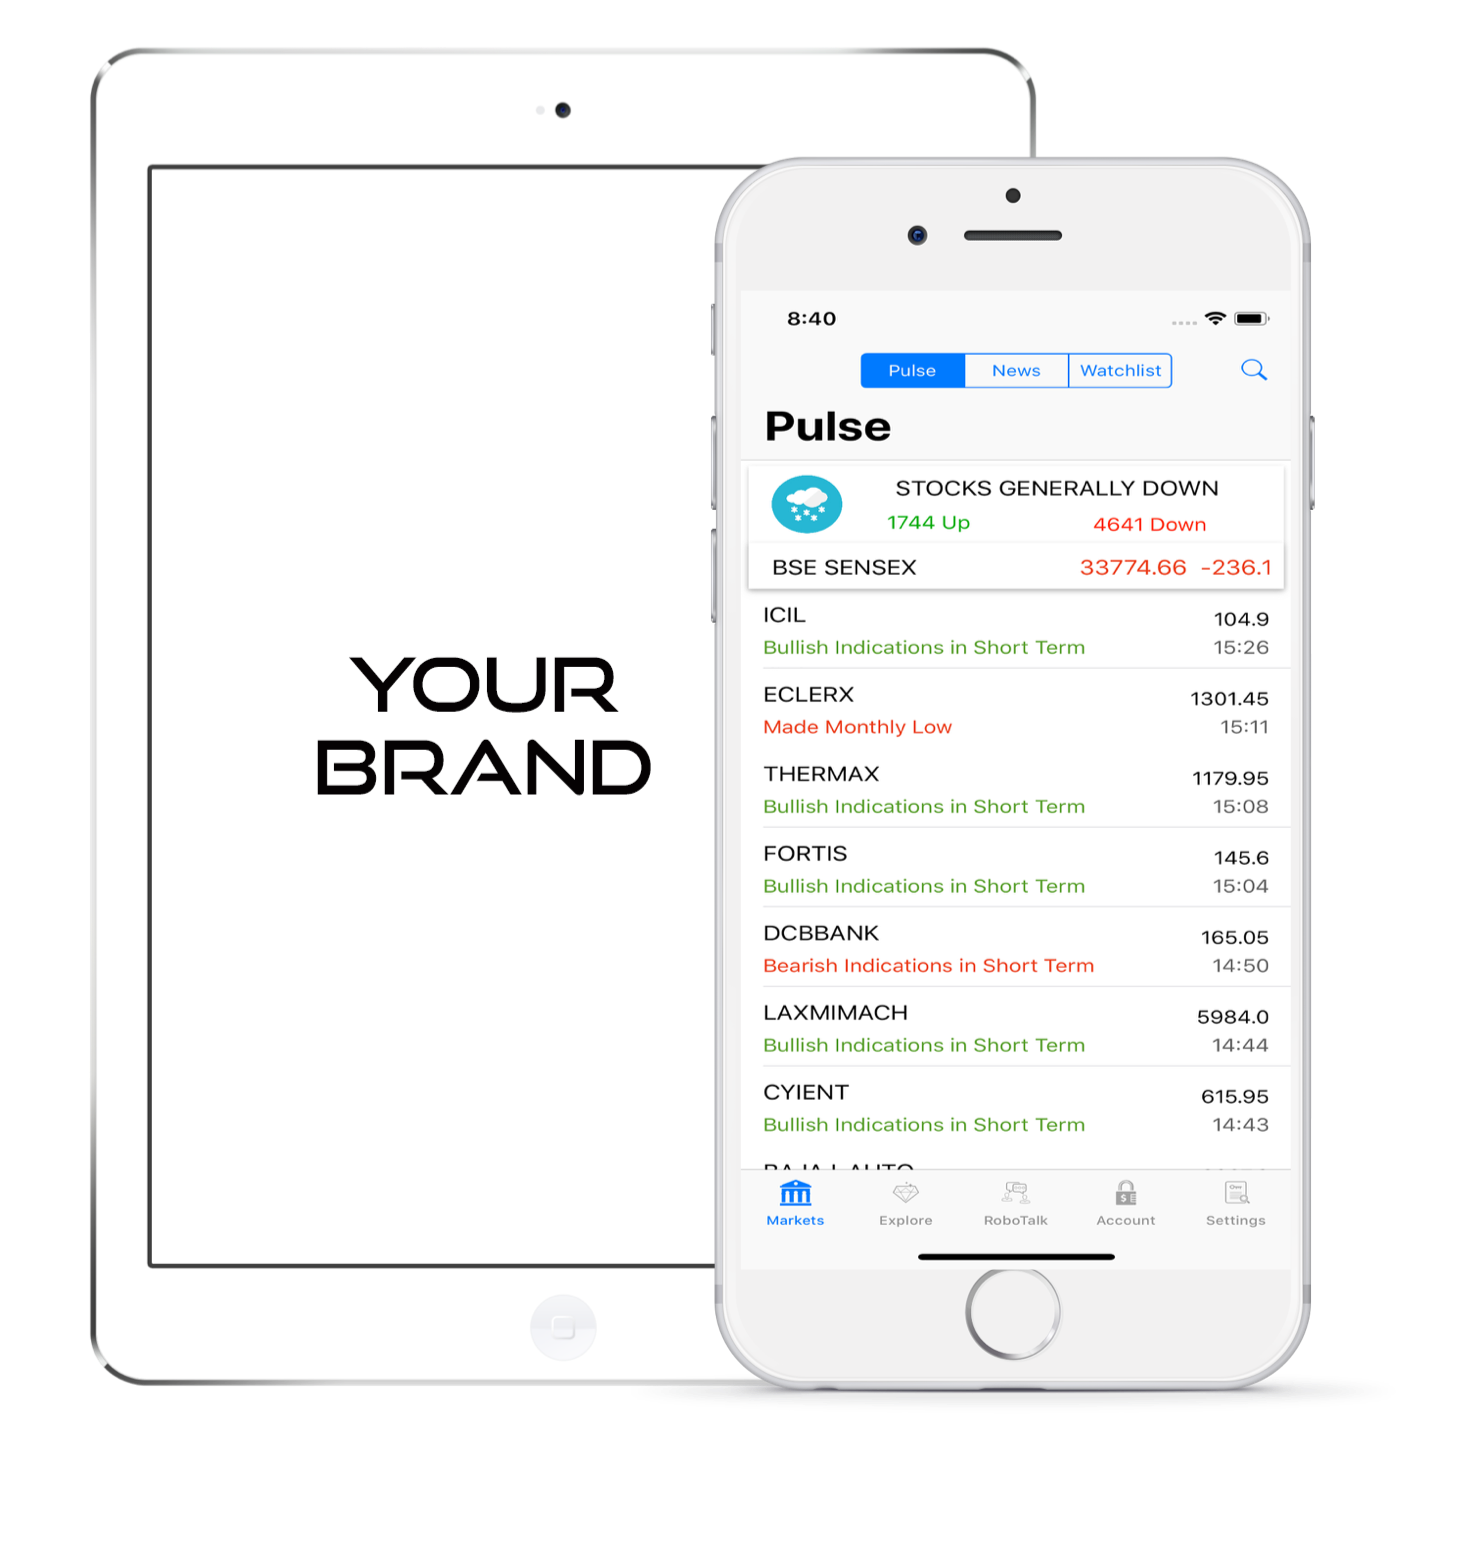 YOUR
BRAND
8:40
Pulse News Watchlist
Pulse
STOCKS GENERALLY DOWN
1744 Up 4641 Down
BSE SENSEX 33774.66 -236.1
ICIL 104.9
Bullish Indications in Short Term 15:26
ECLERX 1301.45
Made Monthly Low 15:11
THERMAX 1179.95
Bullish Indications in Short Term 15:08
FORTIS 145.6
Bullish Indications in Short Term 15:04
DCBBANK 165.05
Bearish Indications in Short Term 14:50
LAXMIMACH 5984.0
Bullish Indications in Short Term 14:44
CYIENT 615.95
Bullish Indications in Short Term 14:43
Markets Explore RoboTalk Account Settings